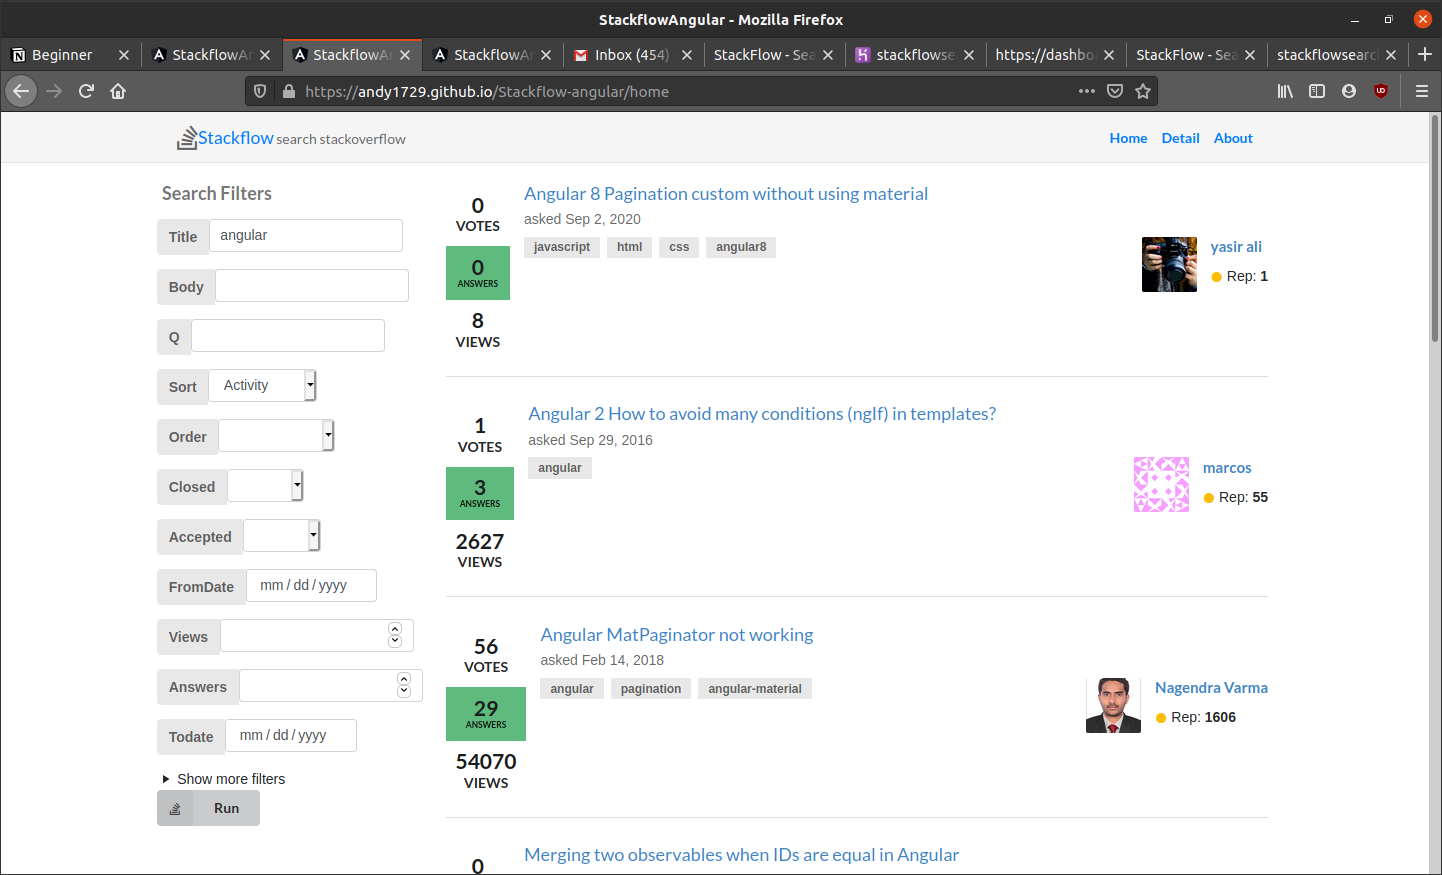 StackflowAngular - Mozilla Firefox
Beginner
StackflowAn
StackflowAn
StackflowAn
Inbox (454)
StackFlow - Sea
stackflowse
https://dashbo
StackFlow - Sea
stackflowsearc
https://andy1729.github.io/Stackflow-angular/home
Stackflow search stackoverflow
Home Detail About
Search Filters
Title angular
Body
Q
Sort Activity
Order
Closed
Accepted
FromDate mm / dd / yyyy
Views
Answers
Todate mm / dd / yyyy
Show more filters
Run
0
VOTES
0
ANSWERS
8
VIEWS
Angular 8 Pagination custom without using material
asked Sep 2, 2020
javascript html css angular8
yasir ali
Rep: 1
1
VOTES
3
ANSWERS
2627
VIEWS
Angular 2 How to avoid many conditions (ngIf) in templates?
asked Sep 29, 2016
angular
marcos
Rep: 55
56
VOTES
29
ANSWERS
54070
VIEWS
Angular MatPaginator not working
asked Feb 14, 2018
angular pagination angular-material
Nagendra Varma
Rep: 1606
0
Merging two observables when IDs are equal in Angular